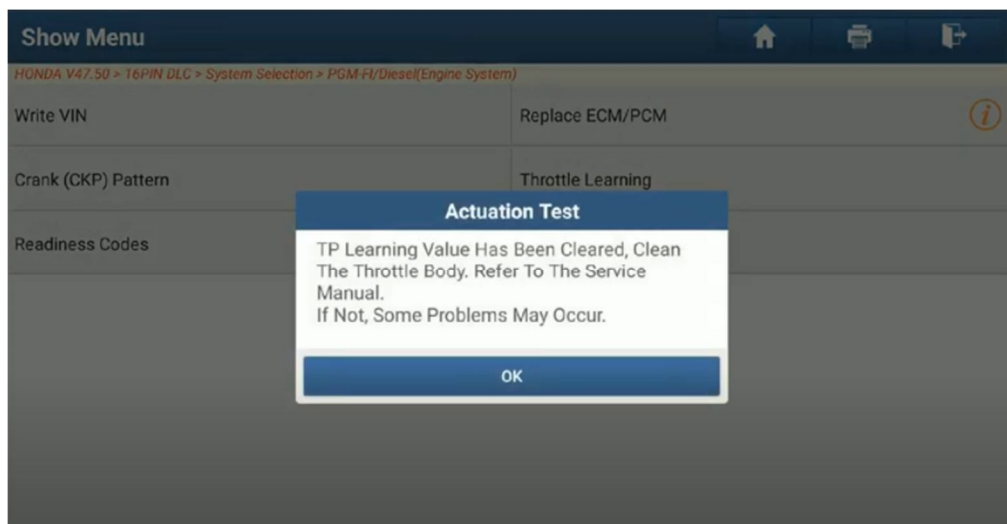 Show Menu
HONDA V47.50 > 16PIN DLC > System Selection > PGM-FI/Diesel(Engine System)
Write VIN
Replace ECM/PCM
Crank (CKP) Pattern
Throttle Learning
Readiness Codes
Actuation Test
TP Learning Value Has Been Cleared, Clean
The Throttle Body. Refer To The Service
Manual.
If Not, Some Problems May Occur.
OK